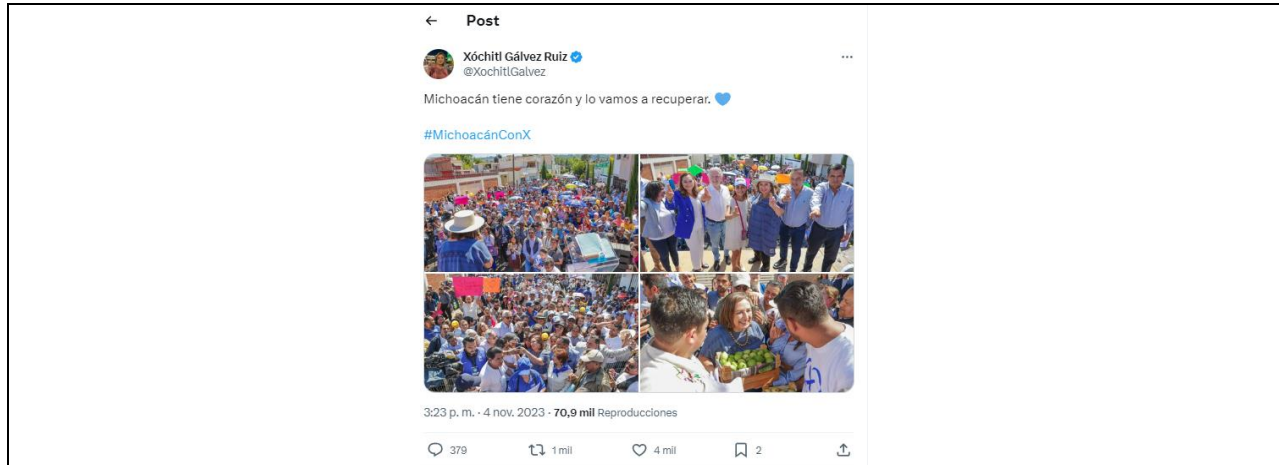 ← Post
Xóchitl Gálvez Ruiz
@XochitlGalvez
Michoacán tiene corazón y lo vamos a recuperar. 💙
#MichoacánConX
3:23 p. m. · 4 nov. 2023 · 70,9 mil Reproducciones
379 1 mil 4 mil 2